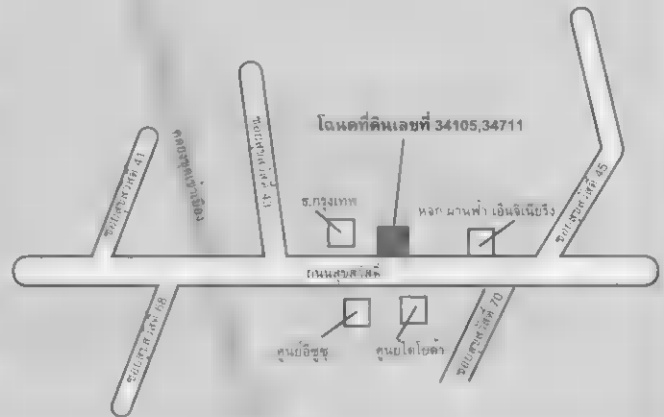 โฉนดที่ดินเลขที่ 34105,34711
ซอยสุขสวัสดิ์ 41
ซอยสุขสวัสดิ์ 43
ซอยสุขสวัสดิ์ 45
ธ.กรุงเทพ
หจก ผ่านฟ้า เอ็นจิเนียริง
ถนนสุขสวัสดิ์
ซอยสุขสวัสดิ์ 68
ซอยสุขสวัสดิ์ 70
ศูนย์อีซูซุ
ศูนย์โตโยต้า